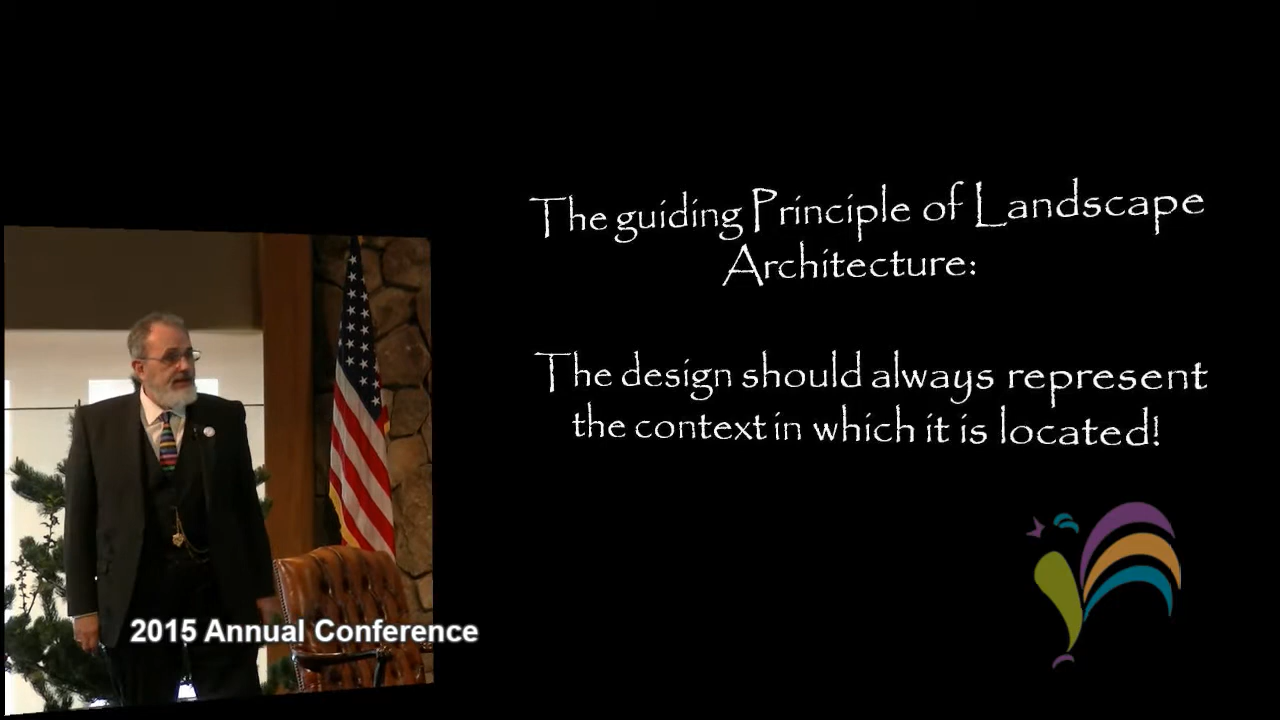 The guiding Principle of Landscape
Architecture:
The design should always represent
the context in which it is located!
2015 Annual Conference